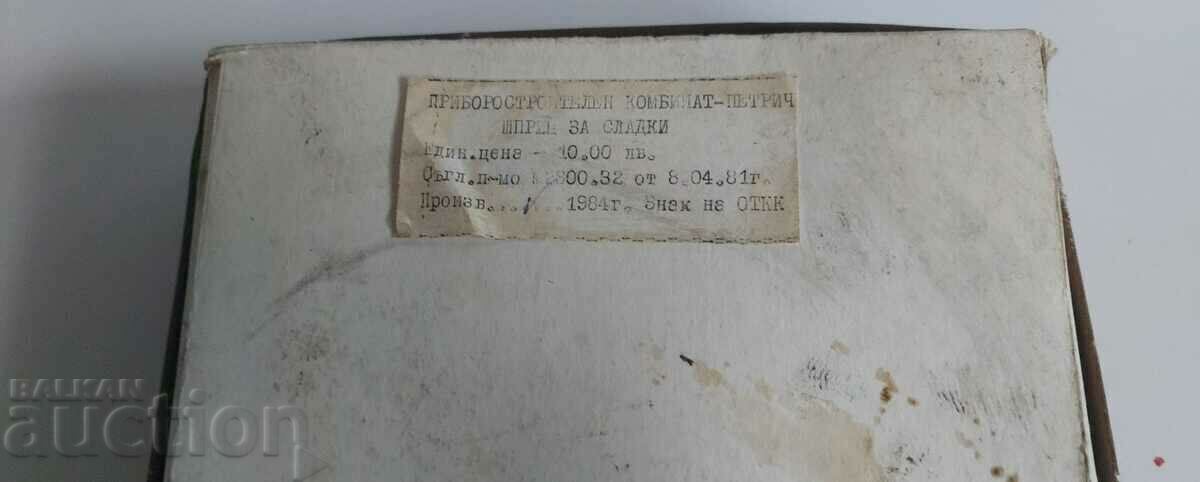 ПРИБОРОСТРОИТЕЛЕН КОМБИНАТ-ПЕТРИЧ
ШПРИЦ ЗА СЛАДКИ
Един.цена - 10.00 лв.
Съгл.п-мо №2800.32 от 8.04.81г.
Произв..... 1984г. Знак на ОТКК
BALKAN
auction